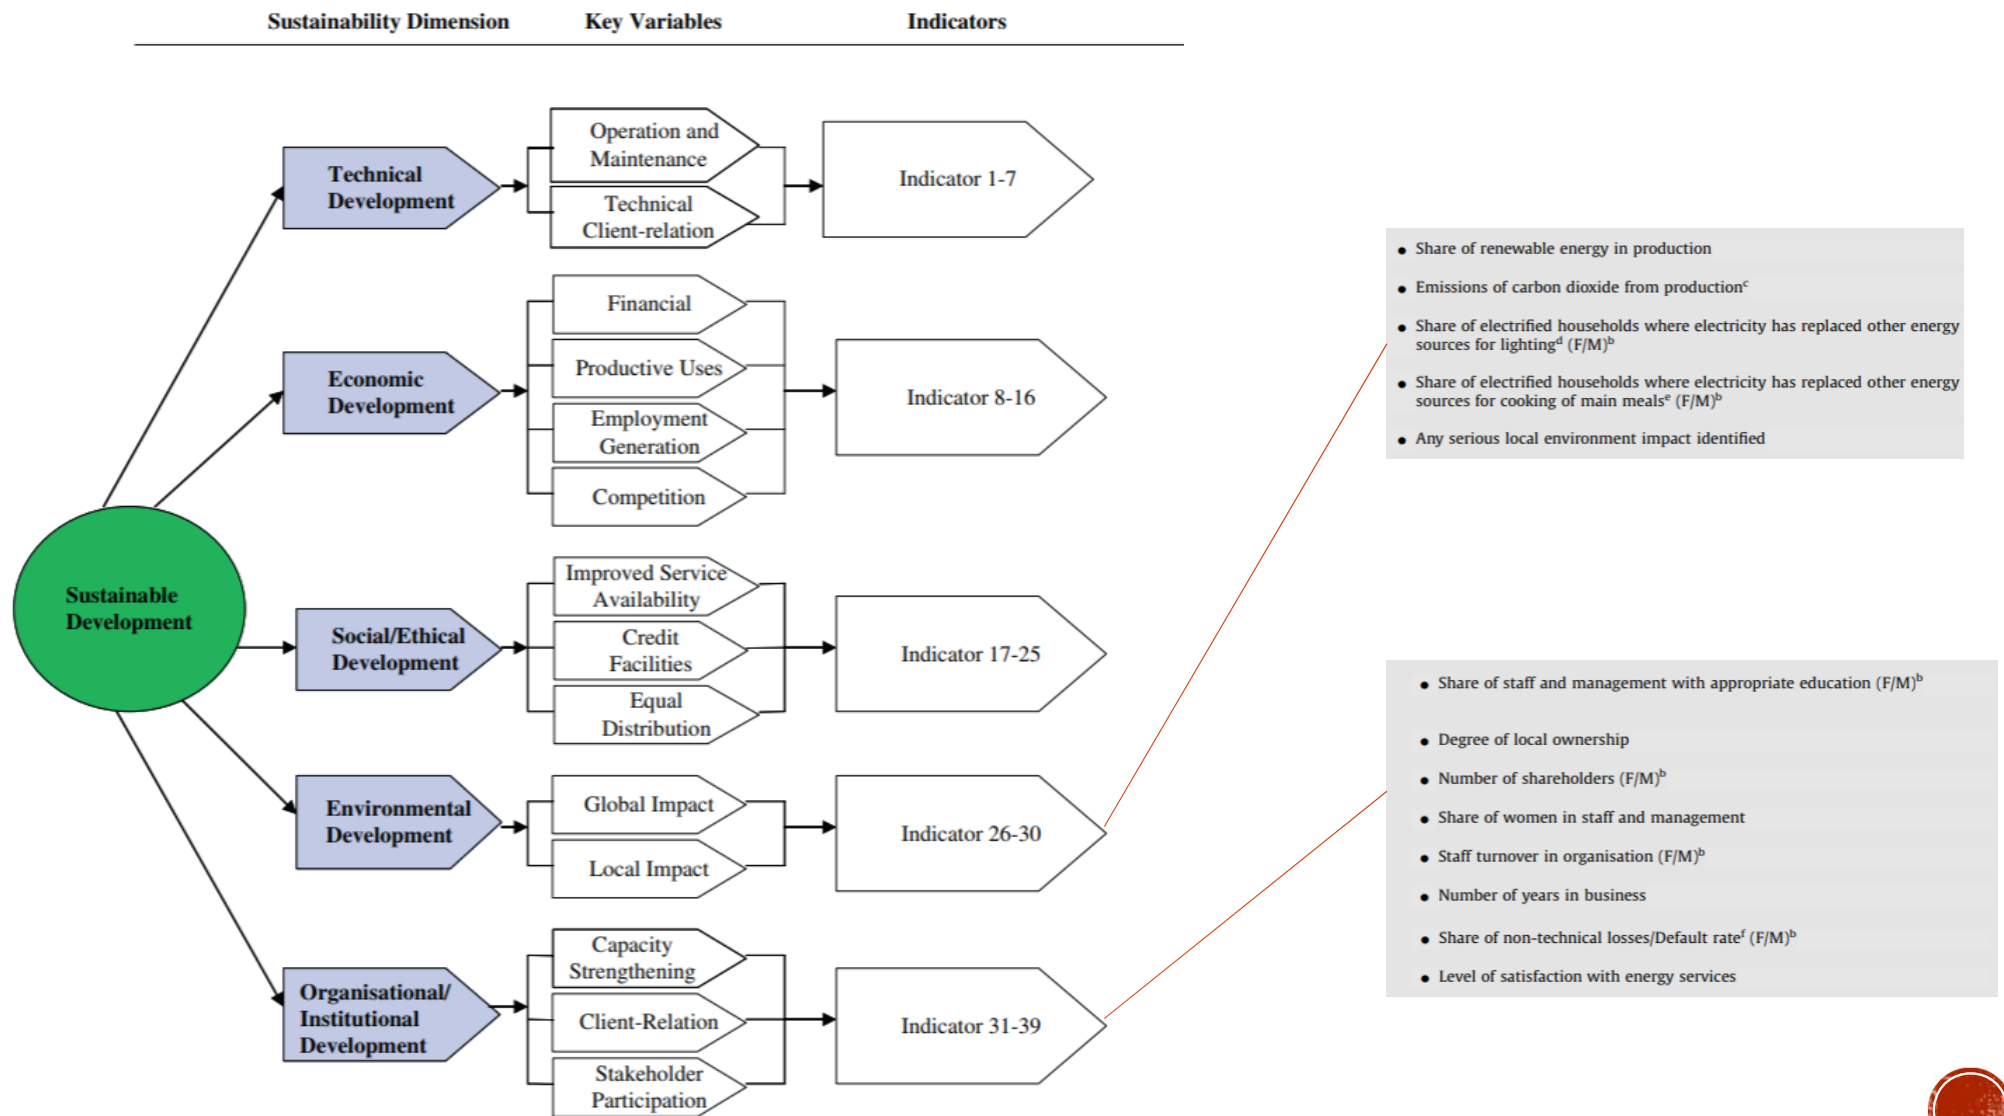 Sustainability Dimension
Key Variables
Indicators
Sustainable
Development
Technical
Development
Operation and
Maintenance
Technical
Client-relation
Indicator 1-7
Economic
Development
Financial
Productive Uses
Employment
Generation
Competition
Indicator 8-16
Social/Ethical
Development
Improved Service
Availability
Credit
Facilities
Equal
Distribution
Indicator 17-25
Environmental
Development
Global Impact
Local Impact
Indicator 26-30
Organisational/
Institutional
Development
Capacity
Strengthening
Client-Relation
Stakeholder
Participation
Indicator 31-39
• Share of renewable energy in production
• Emissions of carbon dioxide from productionᶜ
• Share of electrified households where electricity has replaced other energy
sources for lightingᵈ (F/M)ᵇ
• Share of electrified households where electricity has replaced other energy
sources for cooking of main mealsᵉ (F/M)ᵇ
• Any serious local environment impact identified
• Share of staff and management with appropriate education (F/M)ᵇ
• Degree of local ownership
• Number of shareholders (F/M)ᵇ
• Share of women in staff and management
• Staff turnover in organisation (F/M)ᵇ
• Number of years in business
• Share of non-technical losses/Default rateᶠ (F/M)ᵇ
• Level of satisfaction with energy services